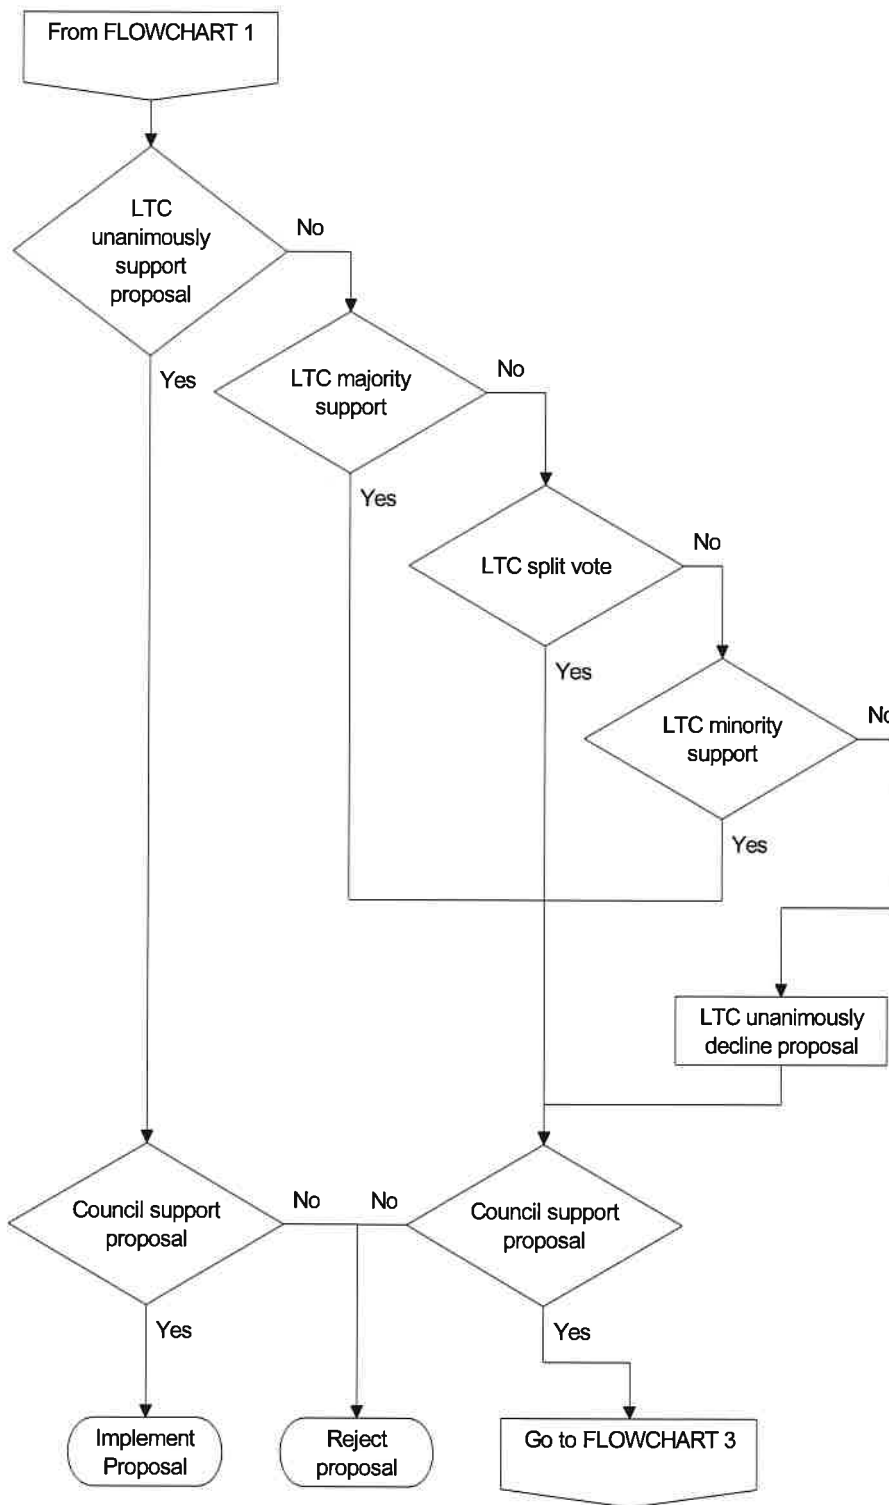 From FLOWCHART 1
LTC
unanimously
support
proposal
No
Yes
LTC majority
support
No
Yes
LTC split vote
No
Yes
LTC minority
support
No
Yes
LTC unanimously
decline proposal
Council support
proposal
No
No
Council support
proposal
Yes
Yes
Implement
Proposal
Reject
proposal
Go to FLOWCHART 3